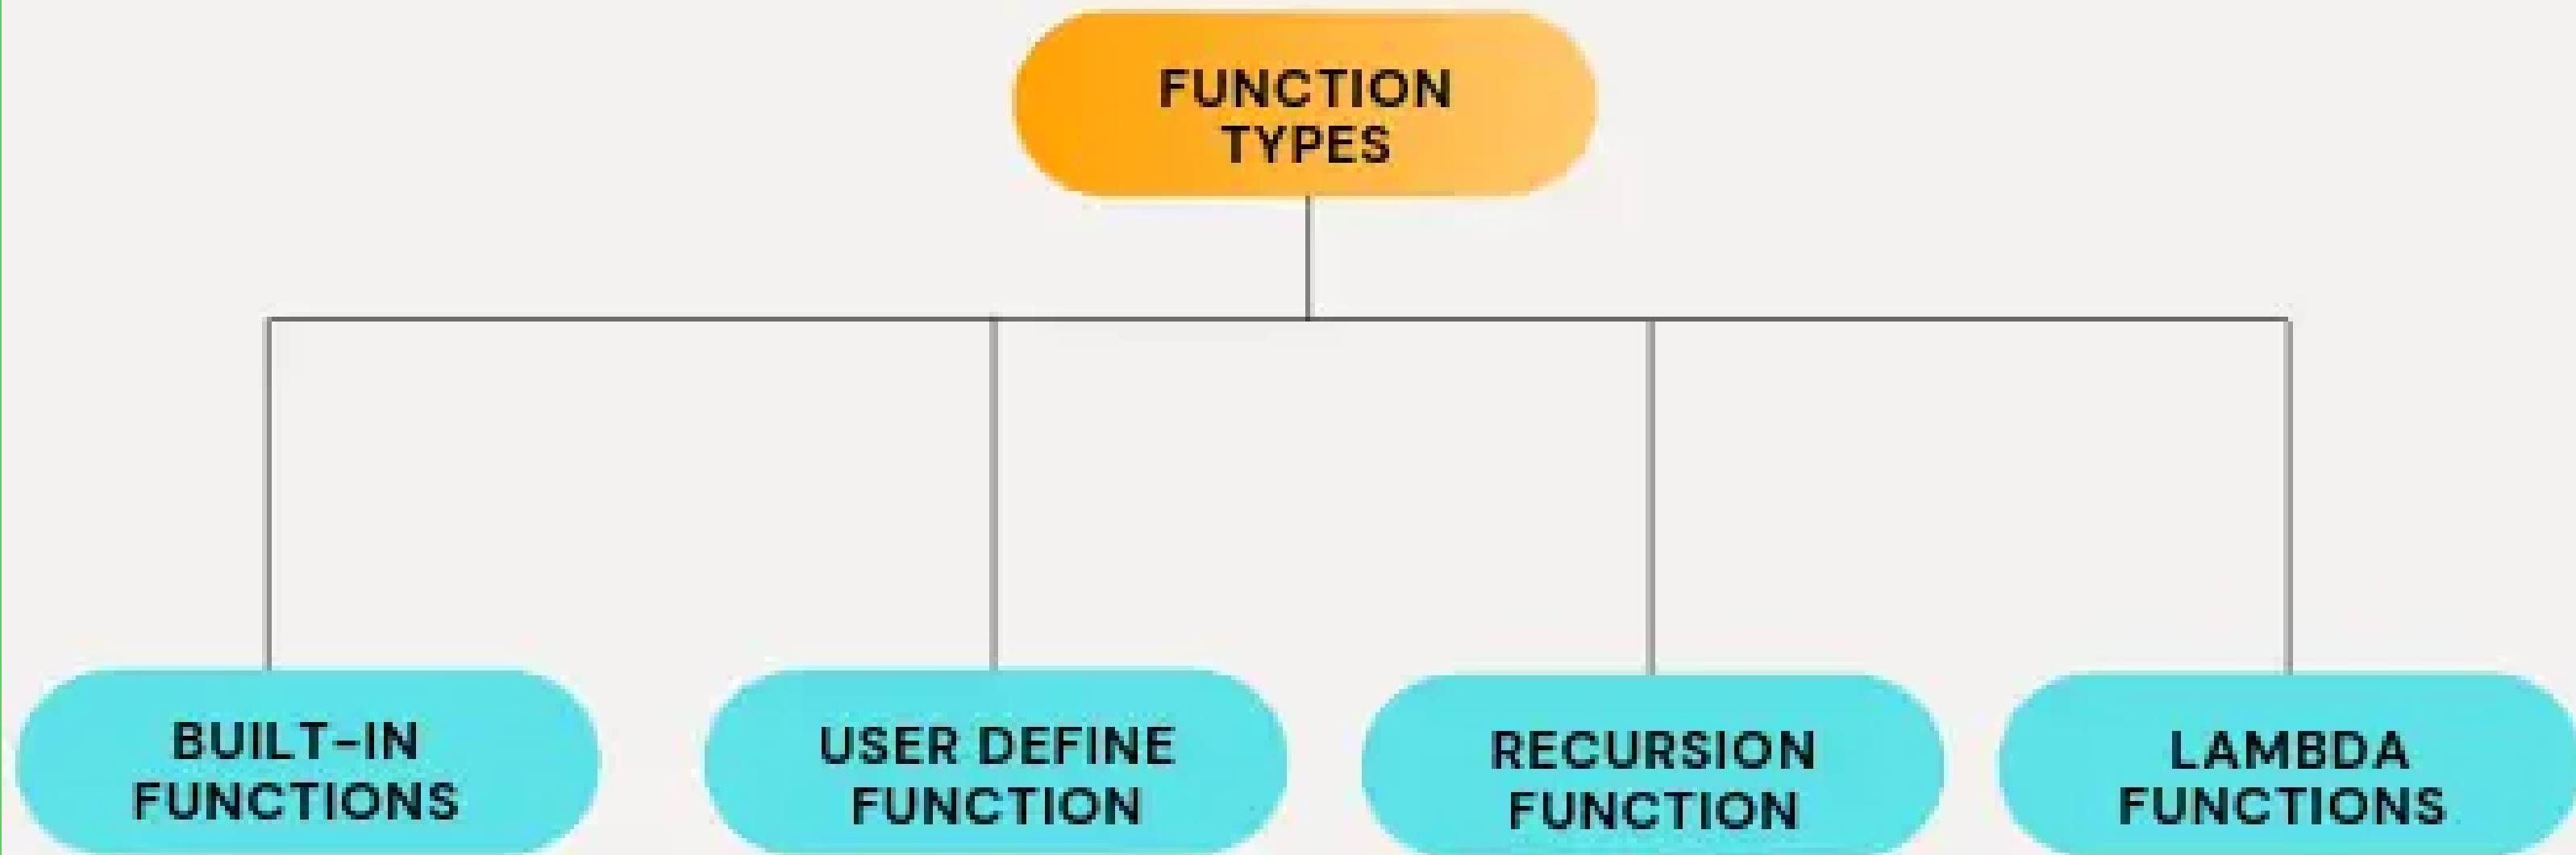 FUNCTION
TYPES
BUILT-IN
FUNCTIONS
USER DEFINE
FUNCTION
RECURSION
FUNCTION
LAMBDA
FUNCTIONS